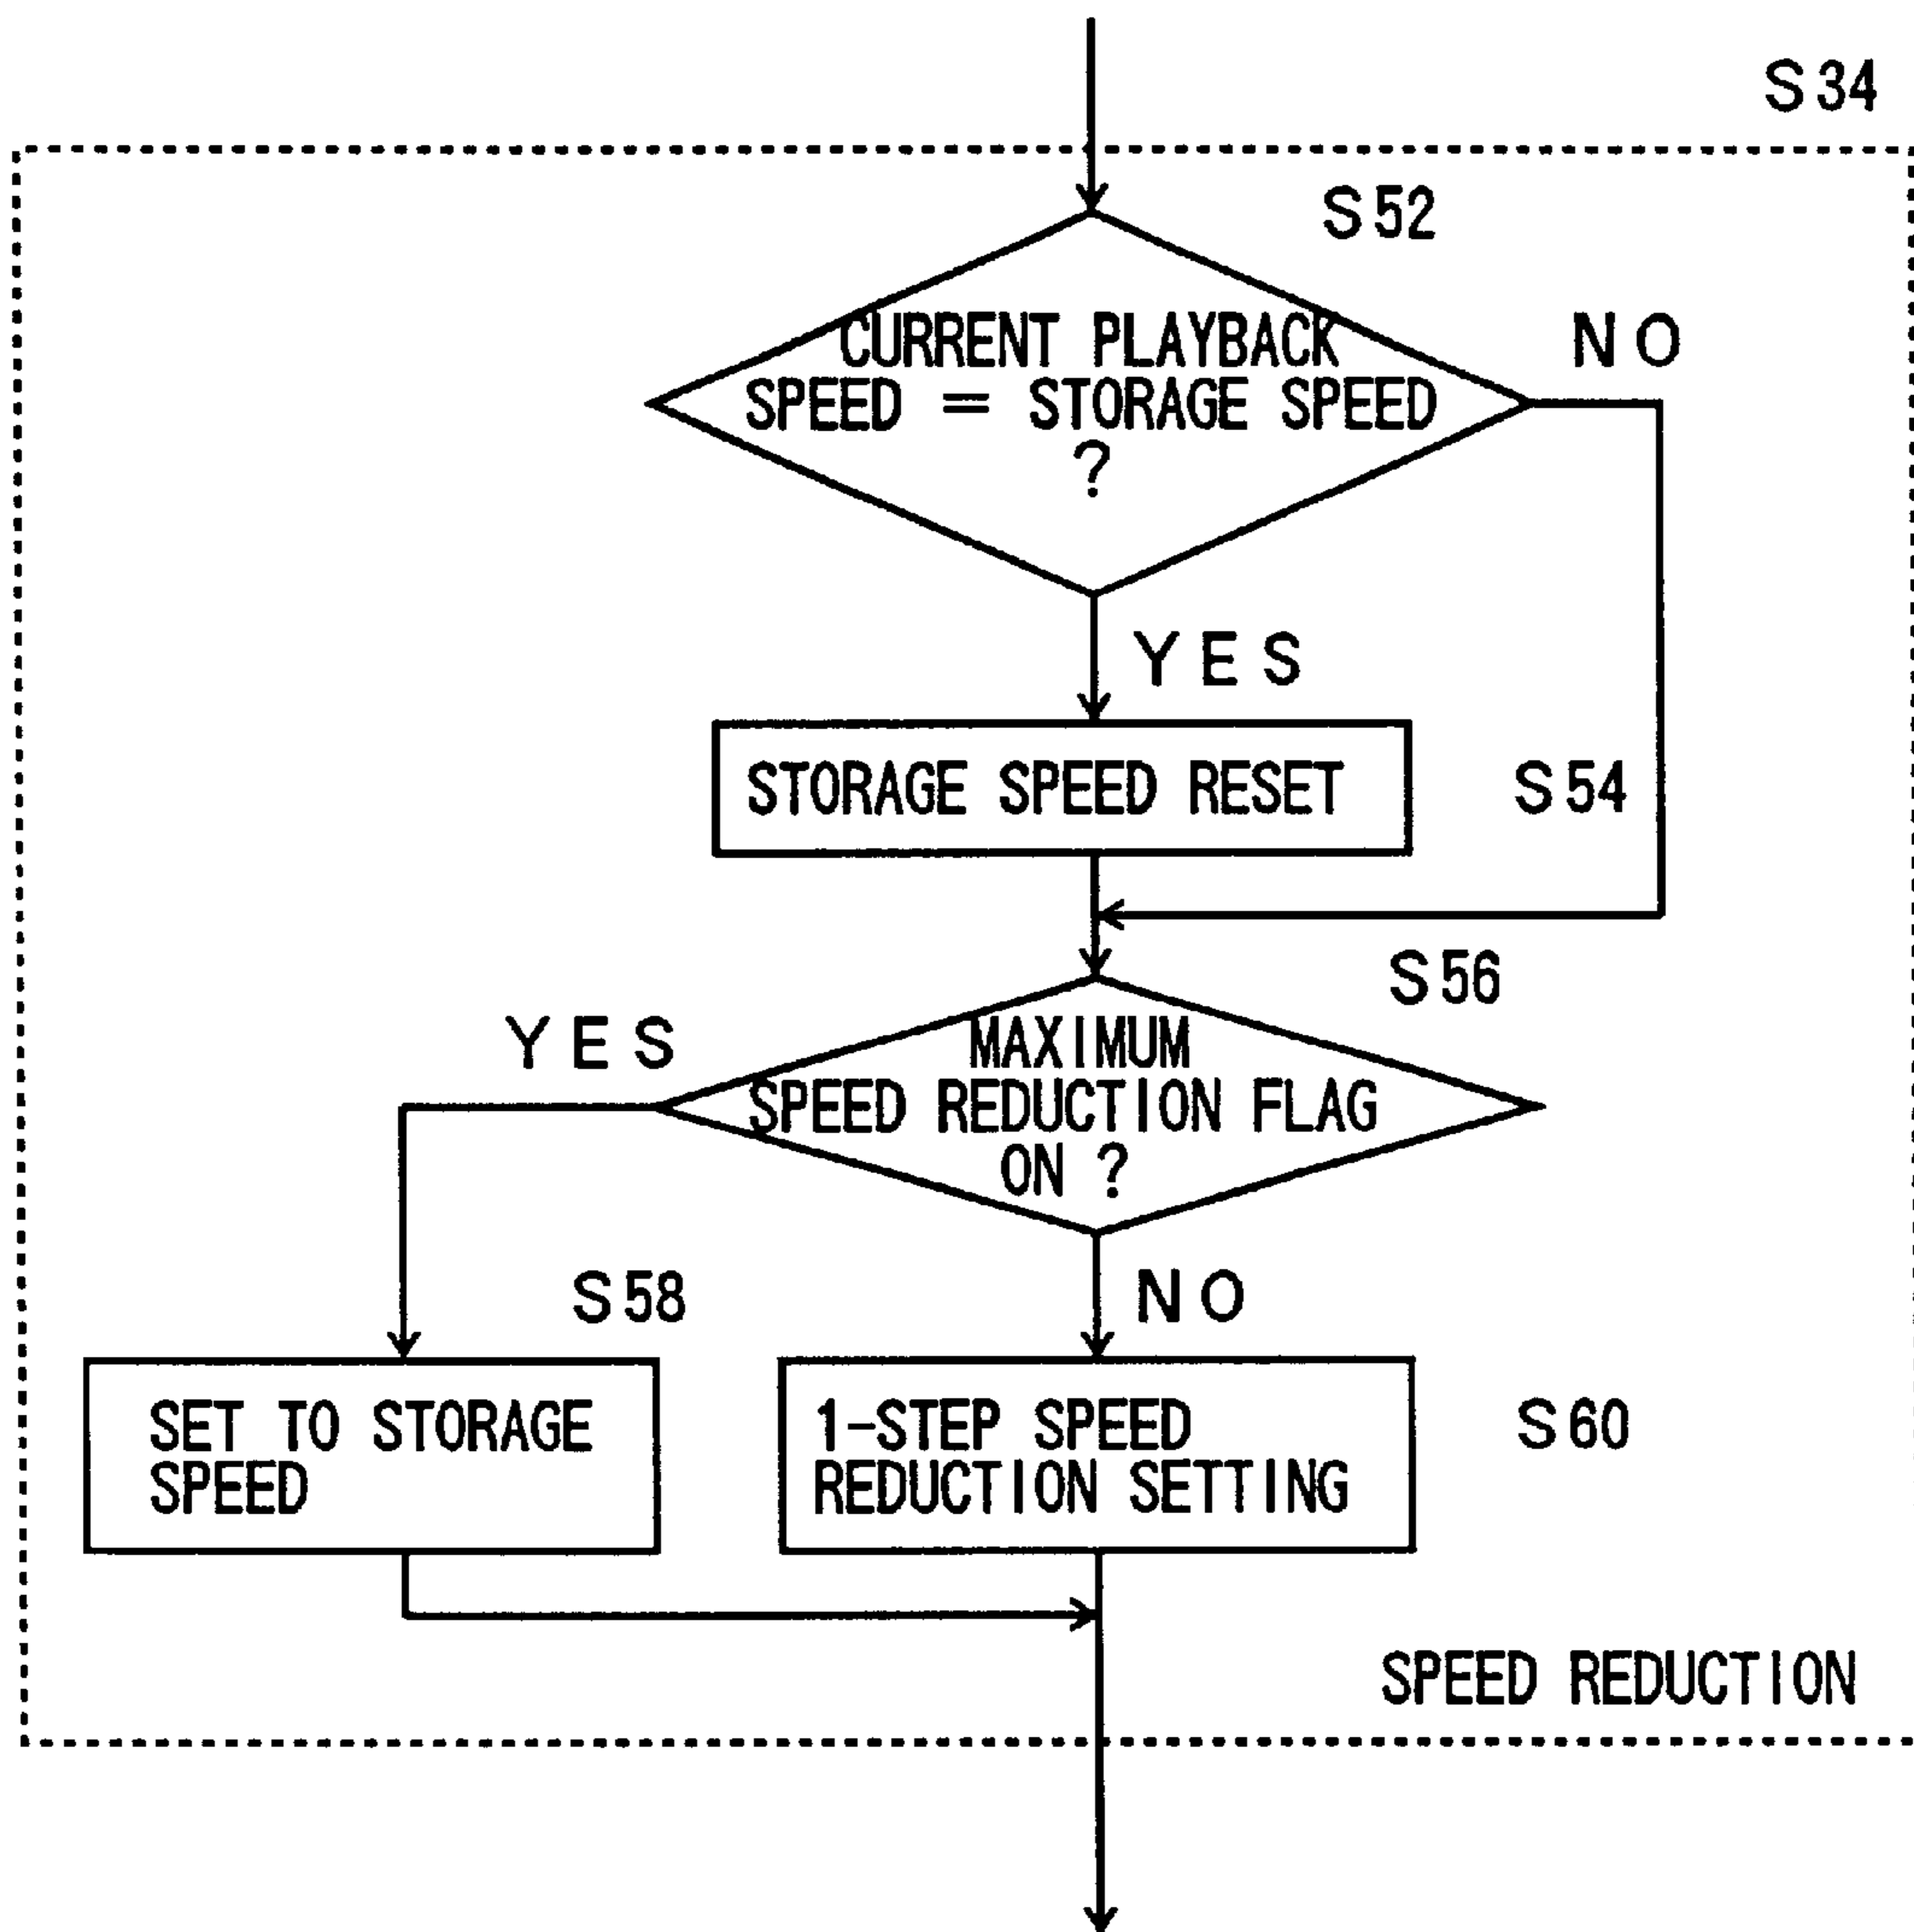 S34
S52
CURRENT PLAYBACK
SPEED = STORAGE SPEED
?
NO
YES
STORAGE SPEED RESET
S54
S56
YES
MAXIMUM
SPEED REDUCTION FLAG
ON ?
S58
NO
SET TO STORAGE
SPEED
1-STEP SPEED
REDUCTION SETTING
S60
SPEED REDUCTION